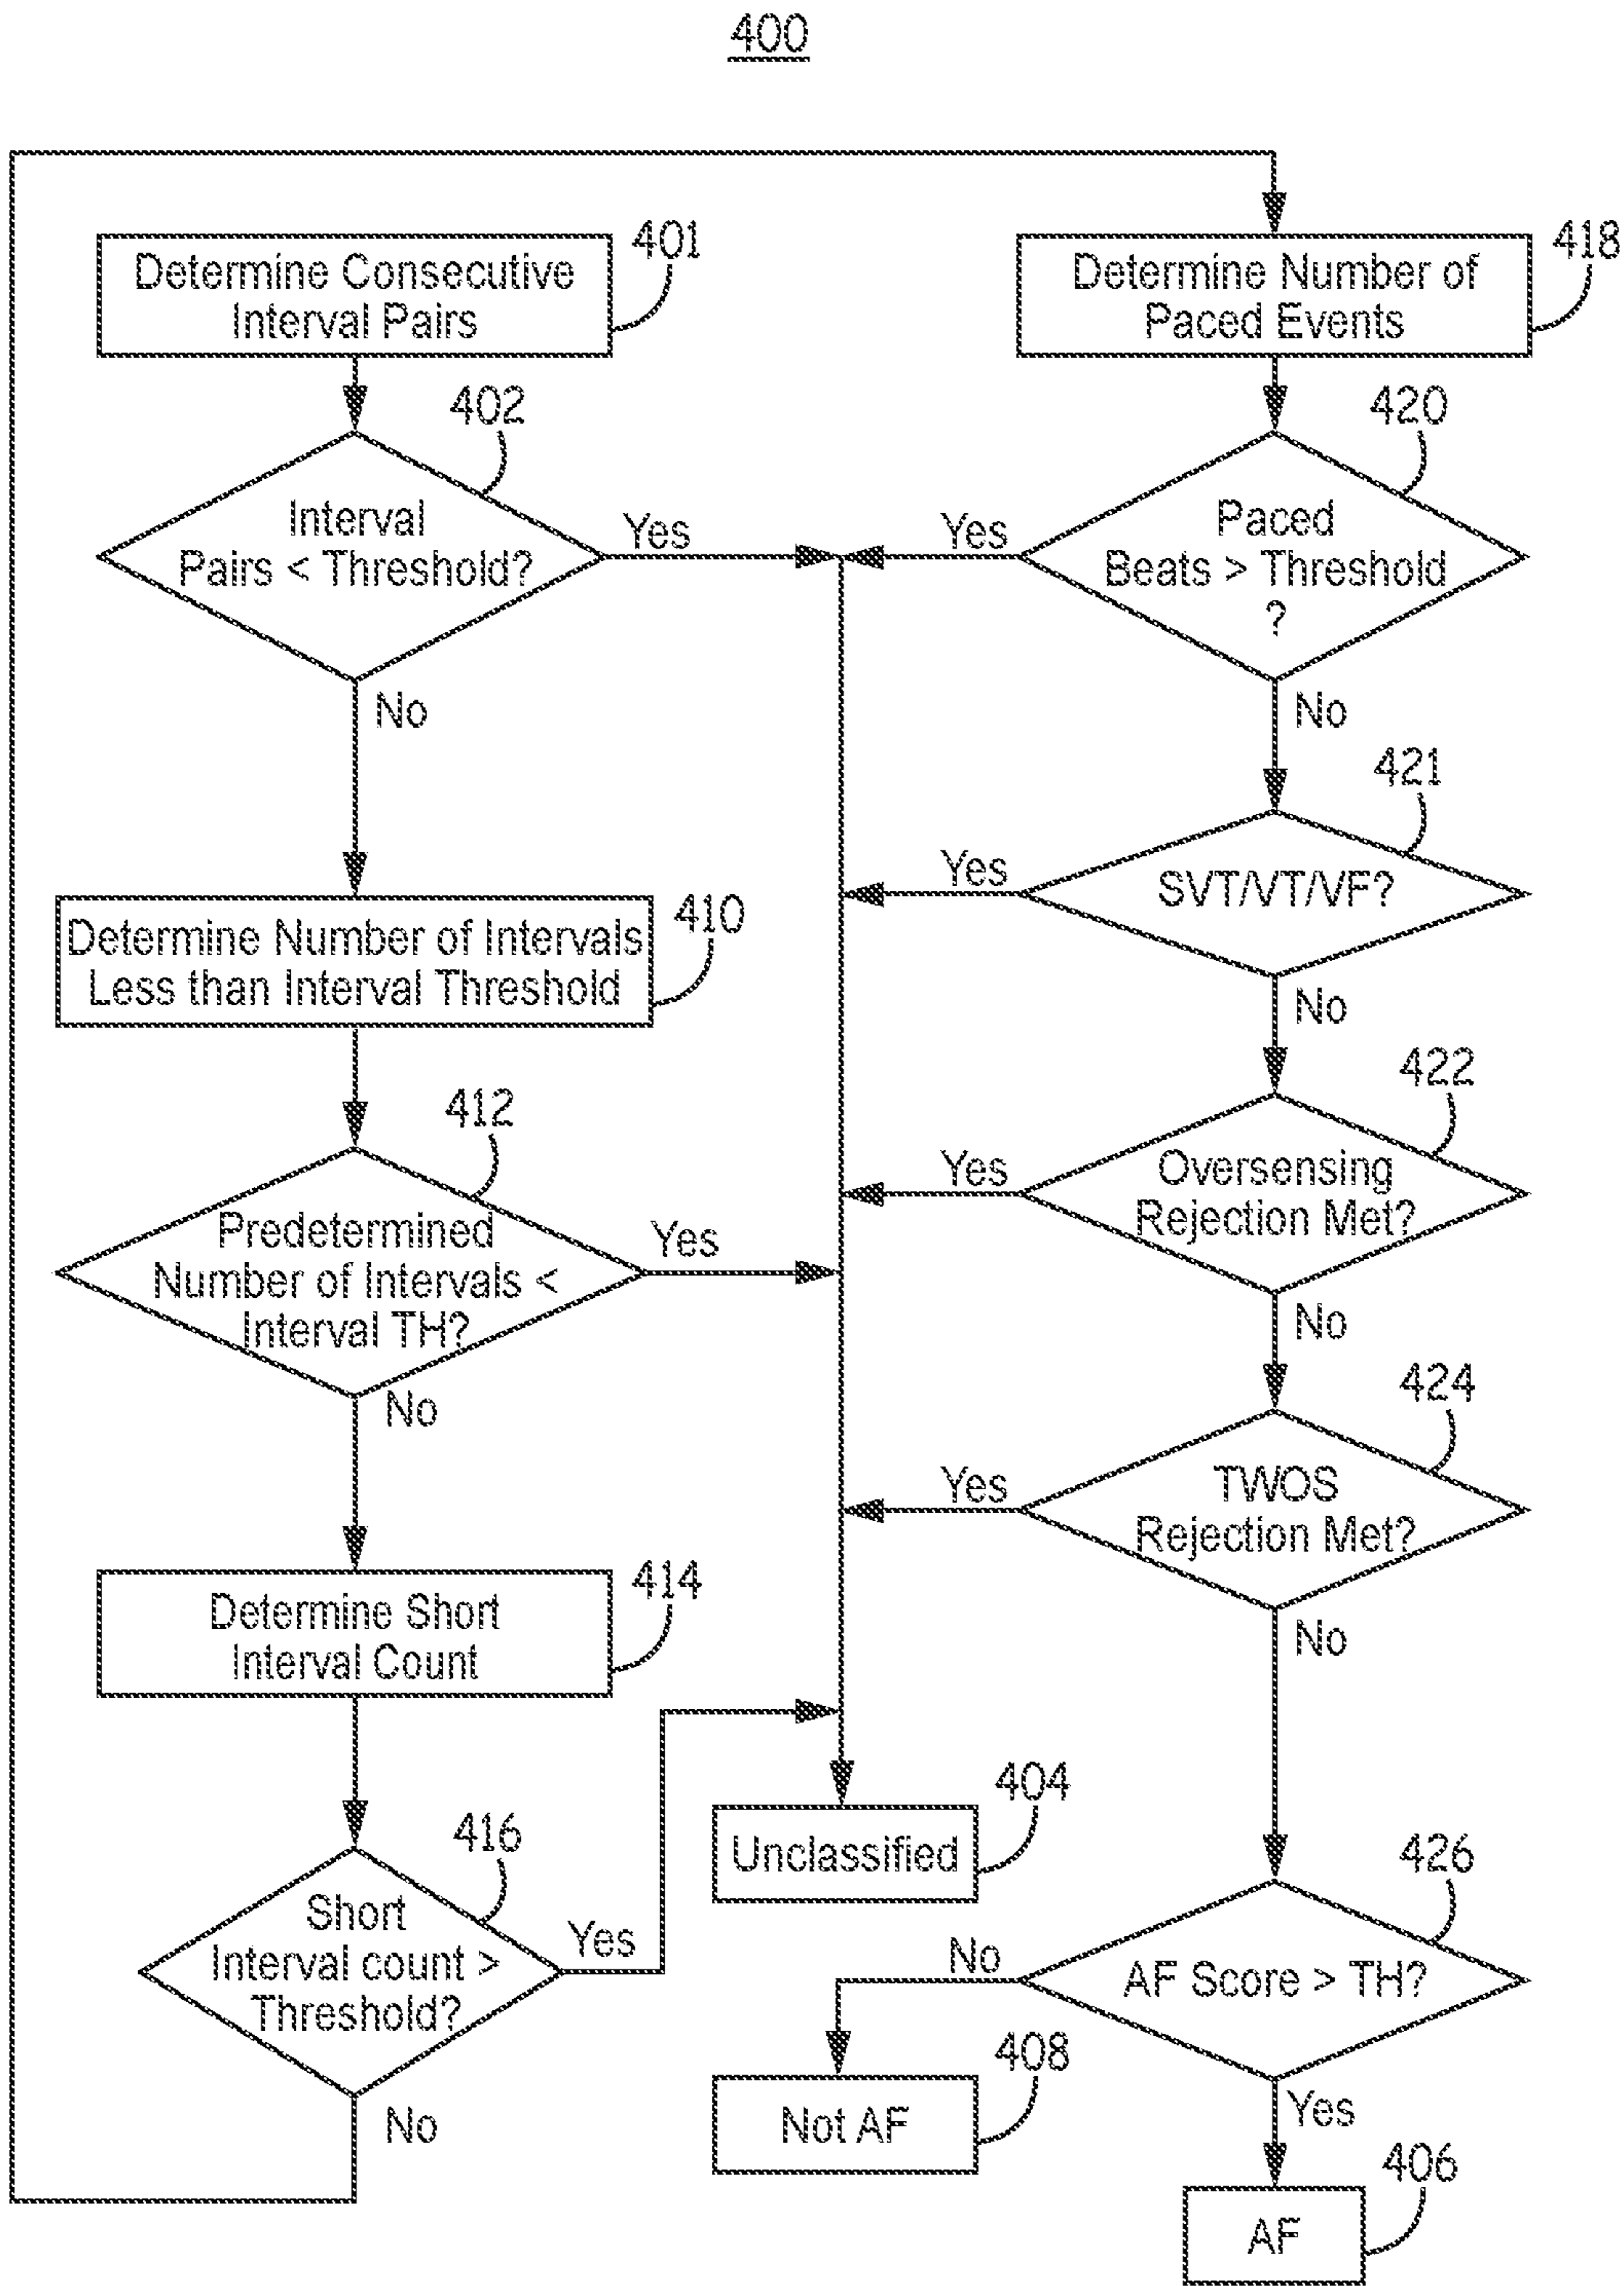 400
Determine Consecutive
Interval Pairs
401
402
Interval
Pairs < Threshold?
Yes
No
Determine Number of Intervals
Less than Interval Threshold
410
412
Predetermined
Number of Intervals <
Interval TH?
Yes
No
Determine Short
Interval Count
414
416
Short
Interval count >
Threshold?
Yes
No
Determine Number of
Paced Events
418
420
Paced
Beats > Threshold
?
Yes
No
421
SVT/VT/VF?
Yes
No
422
Oversensing
Rejection Met?
Yes
No
424
TWOS
Rejection Met?
Yes
No
Unclassified
404
426
AF Score > TH?
No
Yes
Not AF
408
AF
406